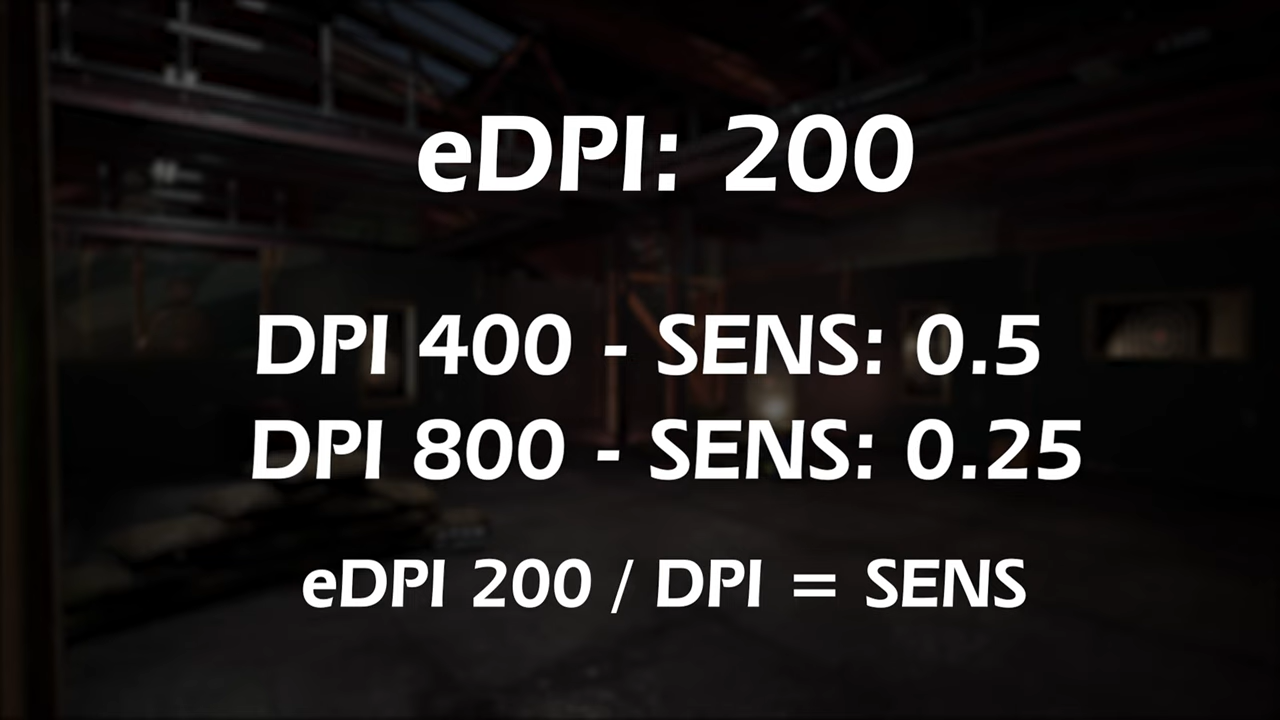 eDPI: 200
DPI 400 - SENS: 0.5
DPI 800 - SENS: 0.25
eDPI 200 / DPI = SENS